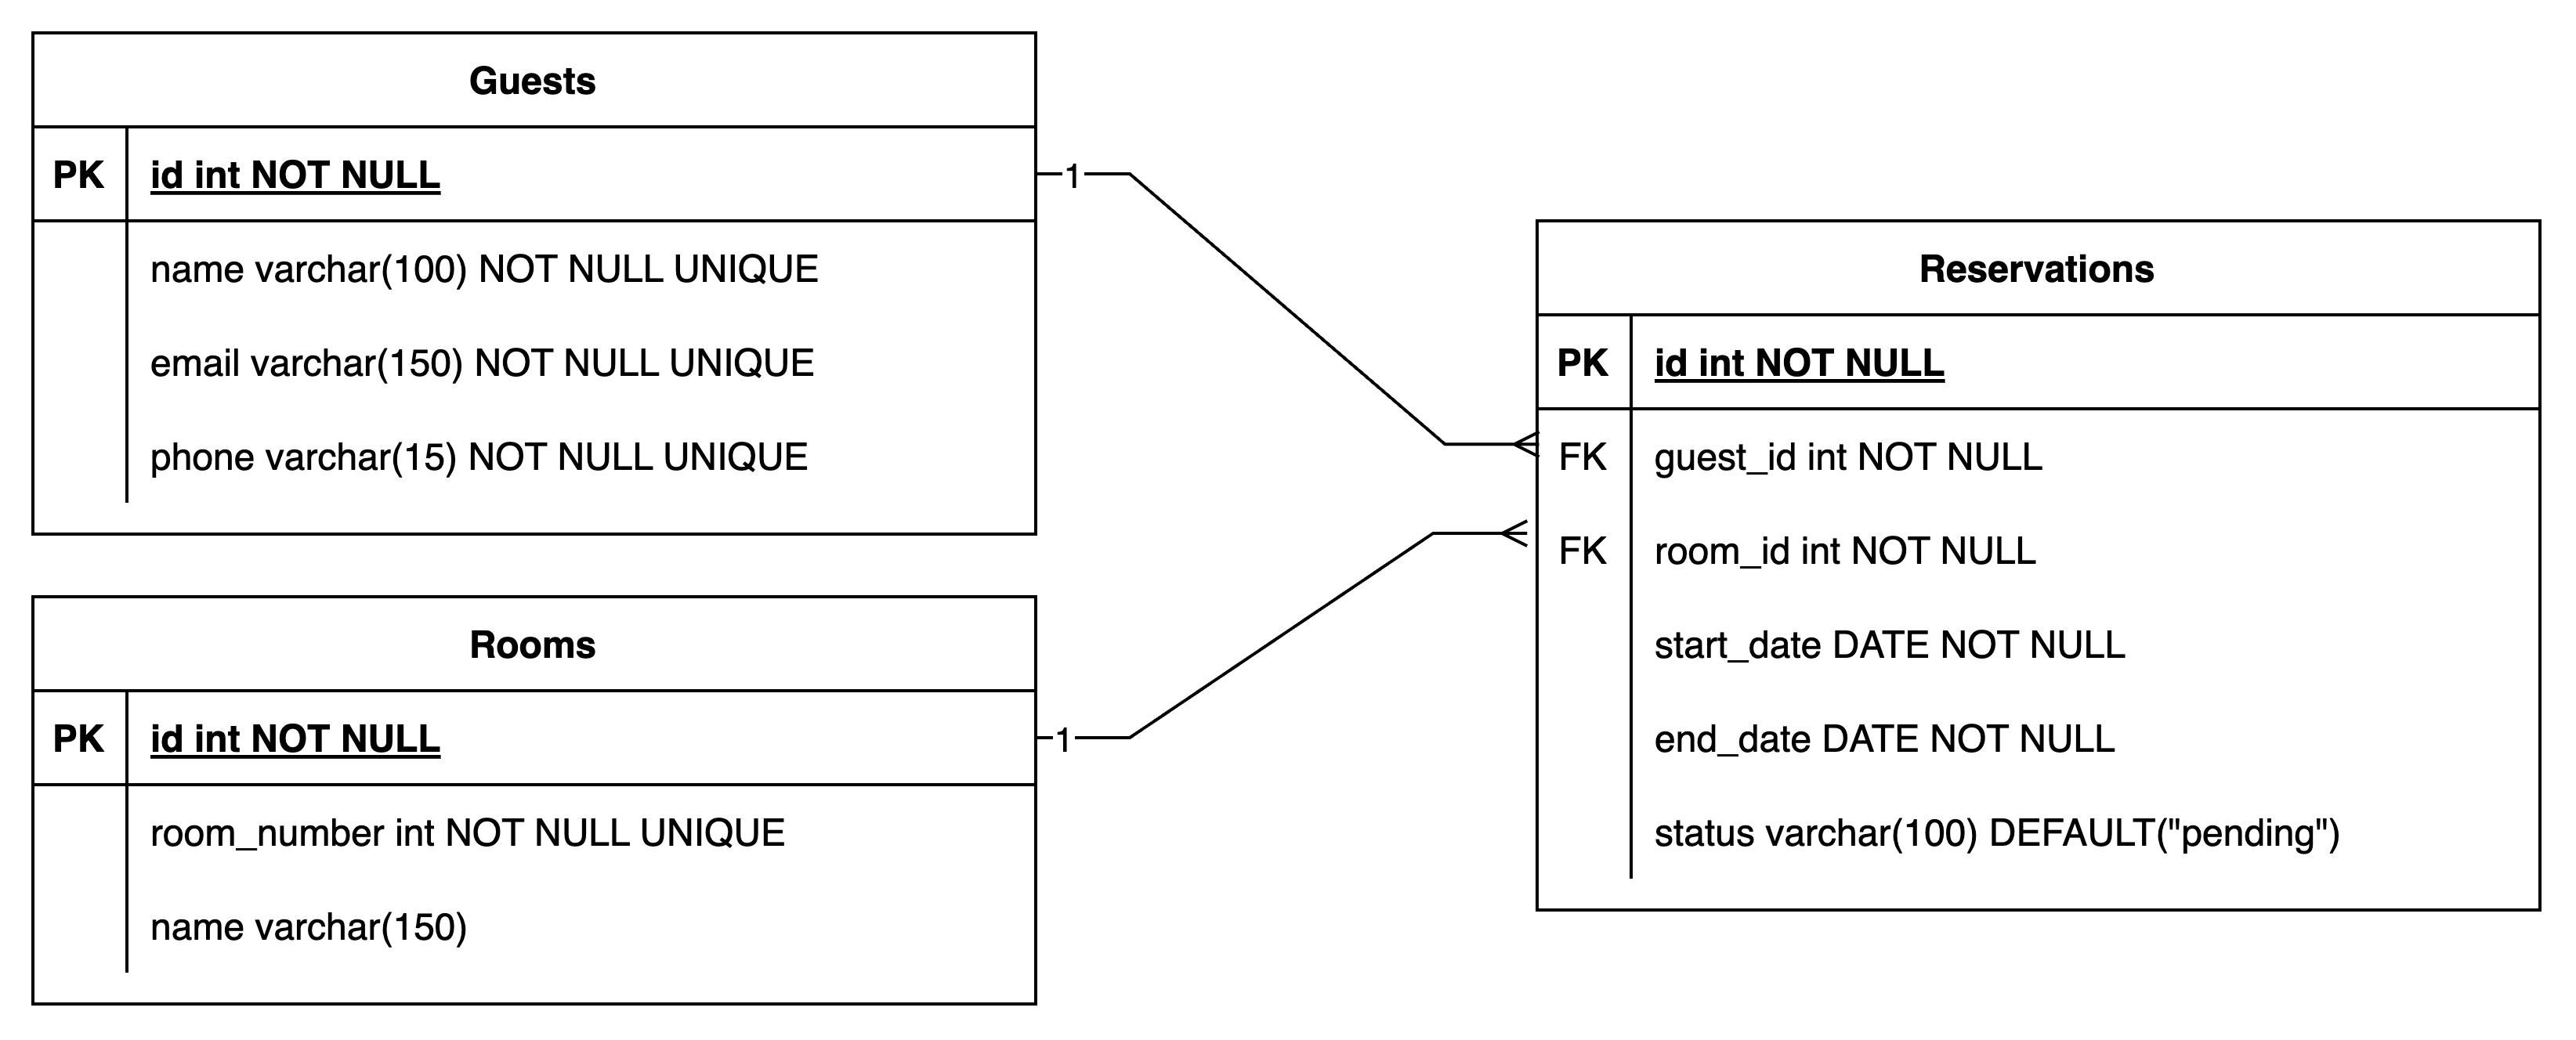 Guests
PK id int NOT NULL
name varchar(100) NOT NULL UNIQUE
email varchar(150) NOT NULL UNIQUE
phone varchar(15) NOT NULL UNIQUE
1
Rooms
PK id int NOT NULL
room_number int NOT NULL UNIQUE
name varchar(150)
1
Reservations
PK id int NOT NULL
FK guest_id int NOT NULL
FK room_id int NOT NULL
start_date DATE NOT NULL
end_date DATE NOT NULL
status varchar(100) DEFAULT("pending")